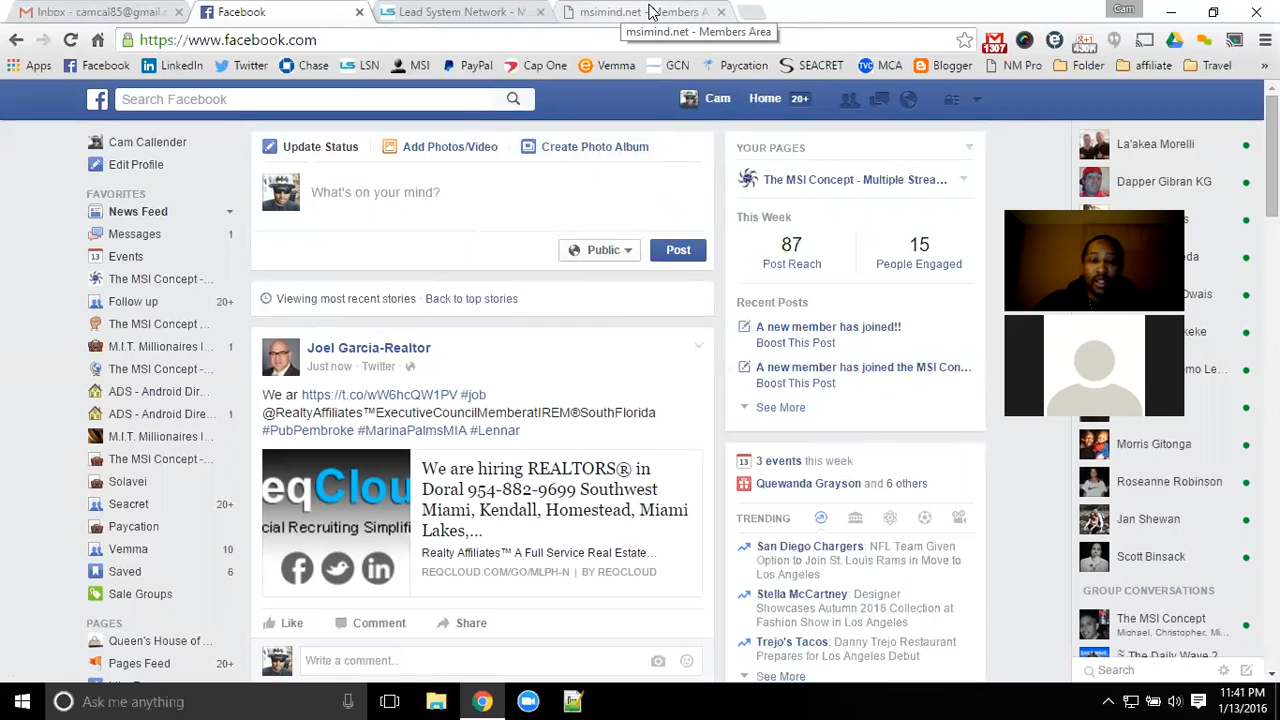 Inbox - camcal85@gmail.c
Facebook
Lead System Network - M
msimind.net - Members A
Cam
msimind.net - Members Area
https://www.facebook.com
1307
430K
Apps
Facebook
LinkedIn
Twitter
Chase
LSN
MSI
PayPal
Cap One
Vemma
GCN
Paycation
SEACRET
MCA
Blogger
NM Pro
Folder
affiliate
Travel
Search Facebook
Cam
Home 20+
Cam Callender
Edit Profile
FAVORITES
News Feed
Messages 1
Events
The MSI Concept -...
Follow up 20+
The MSI Concept ...
M.I.T. Millionaires I... 1
The MSI Concept -...
ADS - Android Dir...
ADS - Android Dire... 1
M.I.T. Millionaires I...
The MSI Concept -...
Solavei
Seacret 20+
Paycation
Vemma 10
Saved 6
Sale Groups
PAGES
Queen's House of ...
Pages Feed 20+
Update Status
Add Photos/Video
Create Photo Album
What's on your mind?
Public
Post
Viewing most recent stories · Back to top stories
Joel Garcia-Realtor
Just now · Twitter ·
We ar https://t.co/wW6hcQW1PV #job
@RealtyAffiliates™ExecutiveCouncilMemberatIREM®SouthFlorida
#PubPembroke #MarinaPalmsMIA #Lennar
eqClou
cial Recruiting Simplifi
We are hiring REALTORS® in
Doral 954-882-9699 Southwest
Miami, Kendall, Homestead, Miami
Lakes,...
Realty Affiliates™ A Full Service Real Estate...
REQCLOUD.COM/GO/MLPH-N | BY REQCLOUD
Like
Comment
Share
Write a comment...
YOUR PAGES
The MSI Concept - Multiple Strea...
This Week
87
Post Reach
15
People Engaged
Recent Posts
A new member has joined!!
Boost This Post
A new member has joined the MSI Con...
Boost This Post
See More
13
3 events this week
Quewanda Grayson and 6 others
TRENDING
San Diego Chargers: NFL Team Given
Option to Join St. Louis Rams in Move to
Los Angeles
Stella McCartney: Designer
Showcases Autumn 2016 Collection at
Fashion Show in Los Angeles
Trejo's Tacos: Danny Trejo Restaurant
Prepares for Los Angeles Debut
See More
La'akea Morelli
Dapper Gibran KG
Morris Gitonga
Roseanne Robinson
Jan Shewan
Scott Binsack
GROUP CONVERSATIONS
The MSI Concept
Michael, Christopher, Mi...
The Daily Wave 2
Search
Ask me anything
11:41 PM
1/13/2016